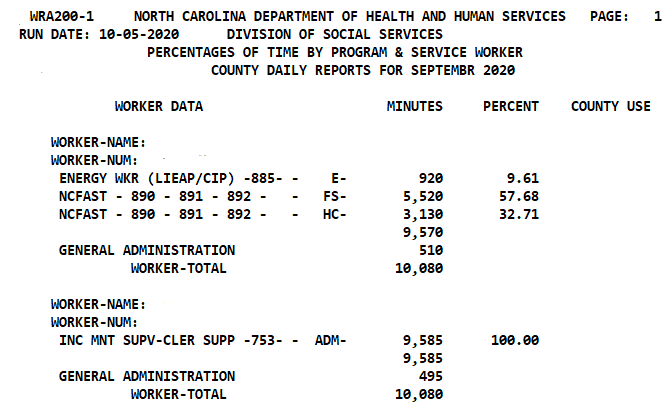 WRA200-1 NORTH CAROLINA DEPARTMENT OF HEALTH AND HUMAN SERVICES PAGE: 1
RUN DATE: 10-05-2020 DIVISION OF SOCIAL SERVICES
PERCENTAGES OF TIME BY PROGRAM & SERVICE WORKER
COUNTY DAILY REPORTS FOR SEPTEMBR 2020
WORKER DATA MINUTES PERCENT COUNTY USE
WORKER-NAME:
WORKER-NUM:
ENERGY WKR (LIEAP/CIP) -885- - E- 920 9.61
NCFAST - 890 - 891 - 892 - - FS- 5,520 57.68
NCFAST - 890 - 891 - 892 - - HC- 3,130 32.71
9,570
GENERAL ADMINISTRATION 510
WORKER-TOTAL 10,080
WORKER-NAME:
WORKER-NUM:
INC MNT SUPV-CLER SUPP -753- - ADM- 9,585 100.00
9,585
GENERAL ADMINISTRATION 495
WORKER-TOTAL 10,080